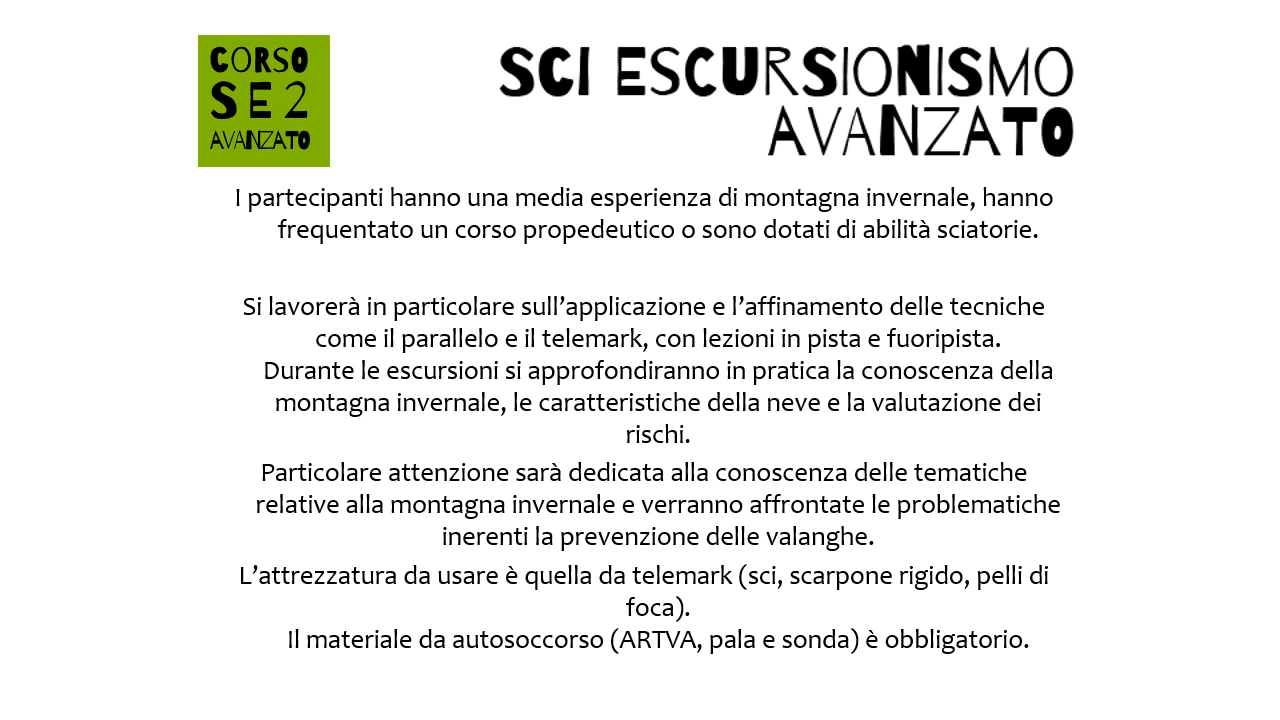 CORSO
SE2
AVANZATO
SCI ESCURSIONISMO
AVANZATO
I partecipanti hanno una media esperienza di montagna invernale, hanno
frequentato un corso propedeutico o sono dotati di abilità sciatorie.
Si lavorerà in particolare sull’applicazione e l’affinamento delle tecniche
come il parallelo e il telemark, con lezioni in pista e fuoripista.
Durante le escursioni si approfondiranno in pratica la conoscenza della
montagna invernale, le caratteristiche della neve e la valutazione dei
rischi.
Particolare attenzione sarà dedicata alla conoscenza delle tematiche
relative alla montagna invernale e verranno affrontate le problematiche
inerenti la prevenzione delle valanghe.
L’attrezzatura da usare è quella da telemark (sci, scarpone rigido, pelli di
foca).
Il materiale da autosoccorso (ARTVA, pala e sonda) è obbligatorio.